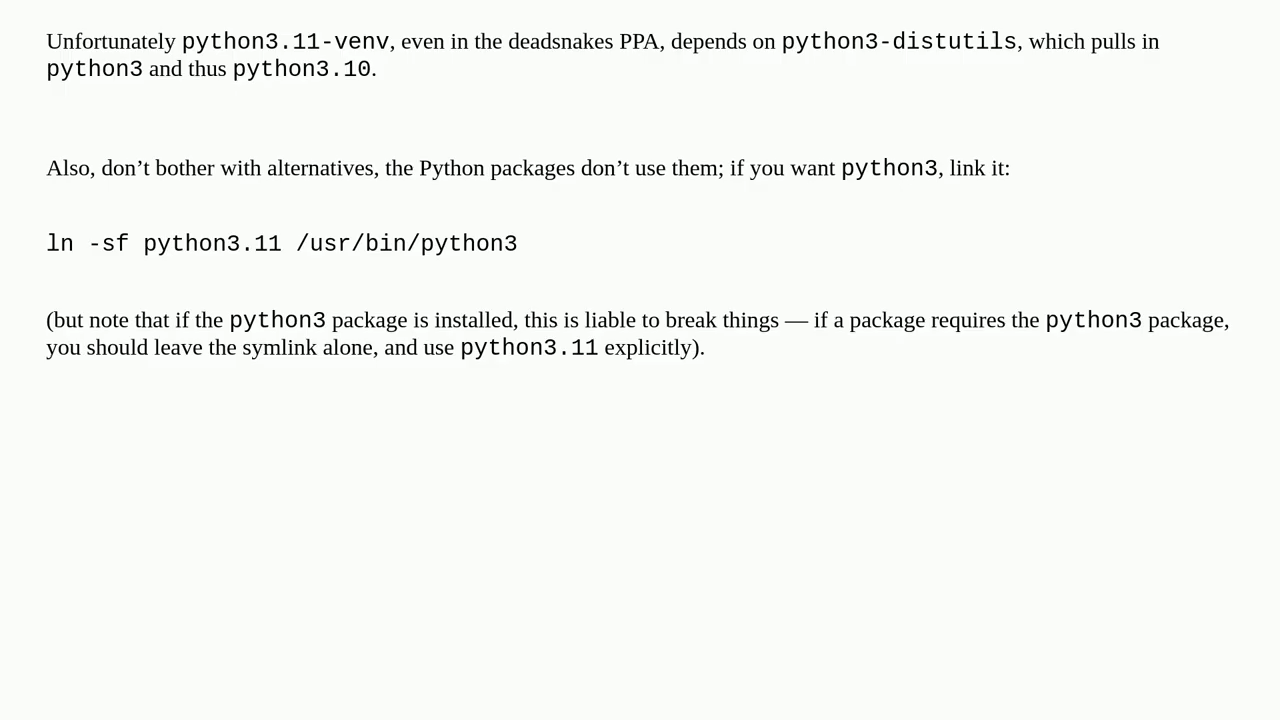 Unfortunately python3.11-venv, even in the deadsnakes PPA, depends on python3-distutils, which pulls in
python3 and thus python3.10.
Also, don’t bother with alternatives, the Python packages don’t use them; if you want python3, link it:
ln -sf python3.11 /usr/bin/python3
(but note that if the python3 package is installed, this is liable to break things — if a package requires the python3 package,
you should leave the symlink alone, and use python3.11 explicitly).